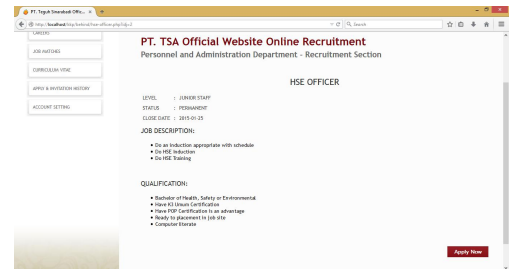 PT. Teguh Sinarabadi Offic...
localhost/
hse-officer.php?id=2
Search
CAREERS
JOB MATCHES
CURRICULUM VITAE
APPLY & INVITATION HISTORY
ACCOUNT SETTING
PT. TSA Official Website Online Recruitment
Personnel and Administration Department - Recruitment Section
HSE OFFICER
LEVEL : JUNIOR STAFF
STATUS : PERMANENT
CLOSE DATE : 2015-01-25
JOB DESCRIPTION:
• Do an Induction appropriate with schedule
• Do HSE Induction
• Do HSE Training
QUALIFICATION:
• Bachelor of Health, Safety or Environmental
• Have K3 Umum Certification
• Have POP Certification is an advantage
• Ready to placement in job site
• Computer literate
Apply Now